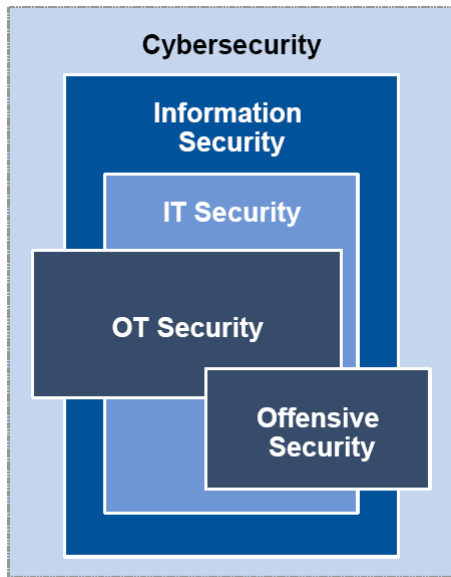 Cybersecurity
Information
Security
IT Security
OT Security
Offensive
Security